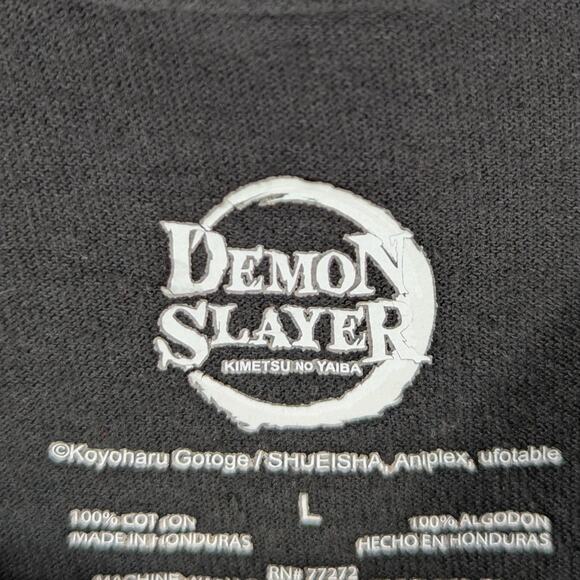 DEMON
SLAYER
KIMETSU NO YAIBA
©Koyoharu Gotoge / SHUEISHA, Aniplex, ufotable
L
100% COTTON
MADE IN HONDURAS
100% ALGODON
HECHO EN HONDURAS
RN# 77272
MACHINE